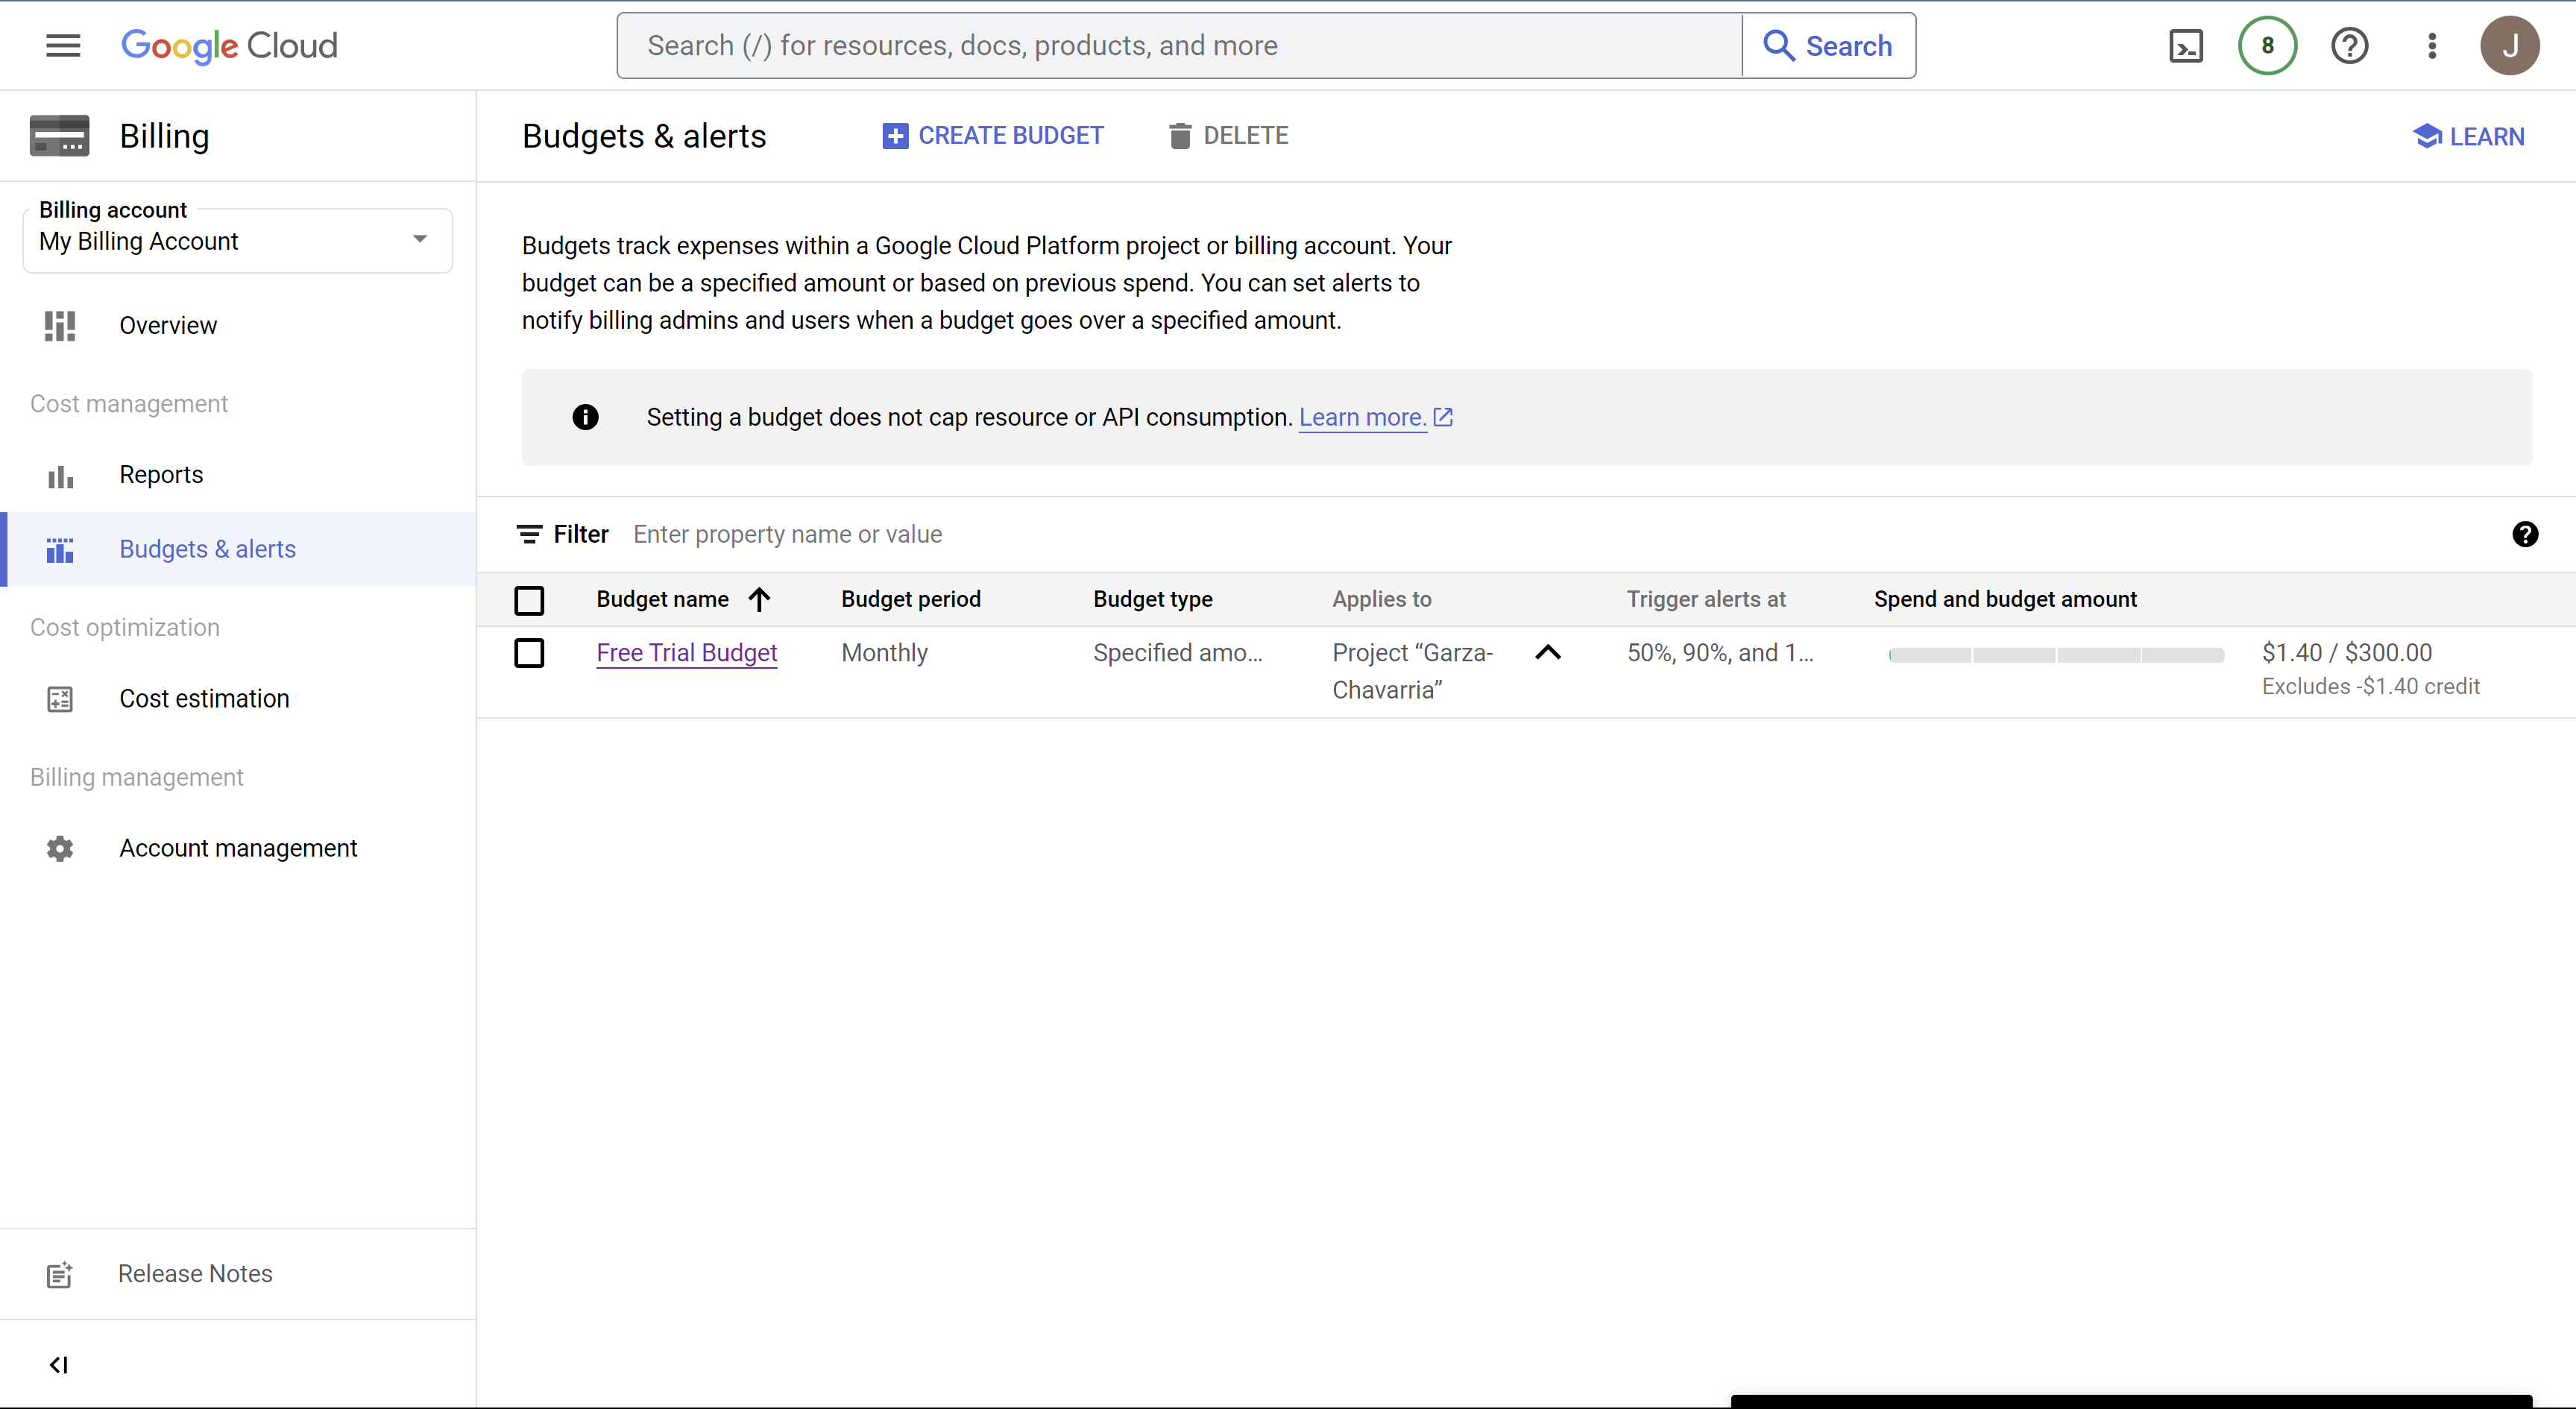 Google Cloud
Search (/) for resources, docs, products, and more
Search
8
J
Billing
Billing account
My Billing Account
Overview
Cost management
Reports
Budgets & alerts
Cost optimization
Cost estimation
Billing management
Account management
Release Notes
Budgets & alerts
CREATE BUDGET
DELETE
LEARN
Budgets track expenses within a Google Cloud Platform project or billing account. Your
budget can be a specified amount or based on previous spend. You can set alerts to
notify billing admins and users when a budget goes over a specified amount.
Setting a budget does not cap resource or API consumption. Learn more.
Filter Enter property name or value
Budget name Budget period Budget type Applies to Trigger alerts at Spend and budget amount
Free Trial Budget Monthly Specified amo... Project “Garza- 50%, 90%, and 1... $1.40 / $300.00
Chavarria” Excludes -$1.40 credit